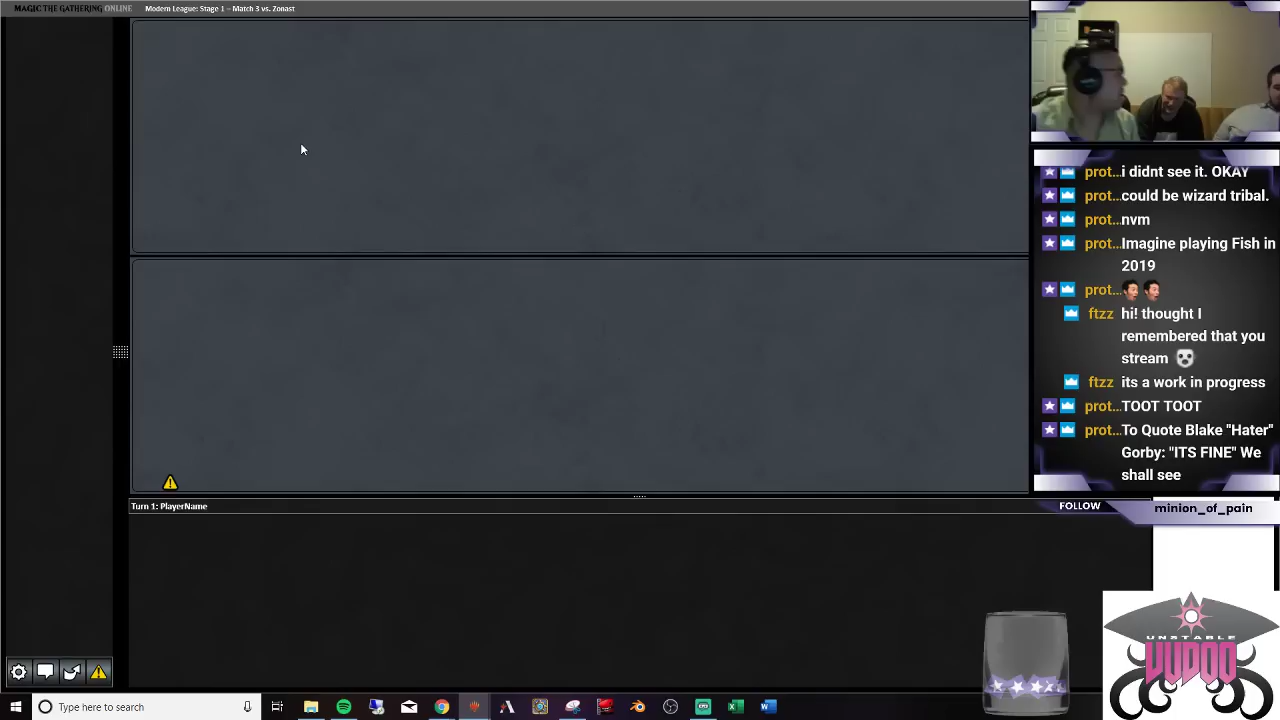 MAGIC THE GATHERING ONLINE
Modern League: Stage 1 – Match 3 vs. Zonast
prot... i didnt see it. OKAY
prot... could be wizard tribal.
prot... nvm
prot... Imagine playing Fish in
2019
prot...
ftzz hi! thought I
remembered that you
stream
ftzz its a work in progress
prot... TOOT TOOT
prot... To Quote Blake "Hater"
Gorby: "ITS FINE" We
shall see
Turn 1: PlayerName
FOLLOW
minion_of_pain
UNSTABLE
VUDOO
Type here to search